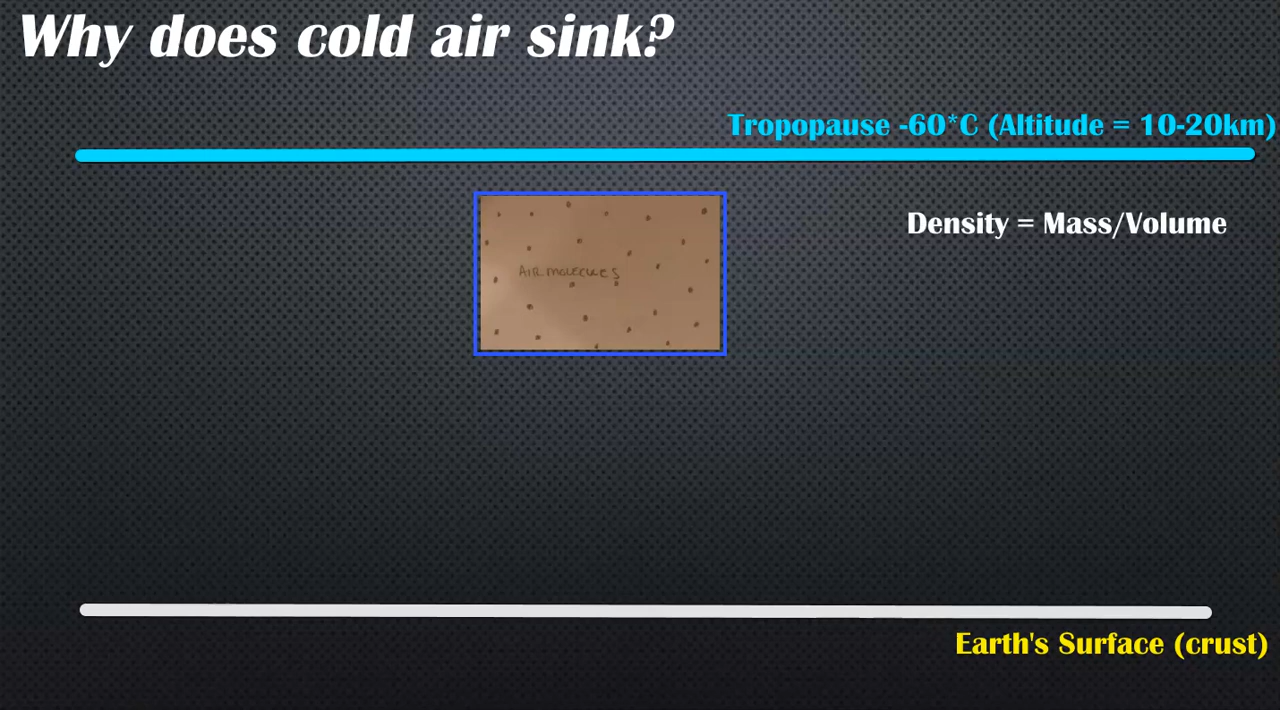 Why does cold air sink?
Tropopause -60*C (Altitude = 10-20km)
Density = Mass/Volume
AIR MOLECULES
Earth's Surface (crust)